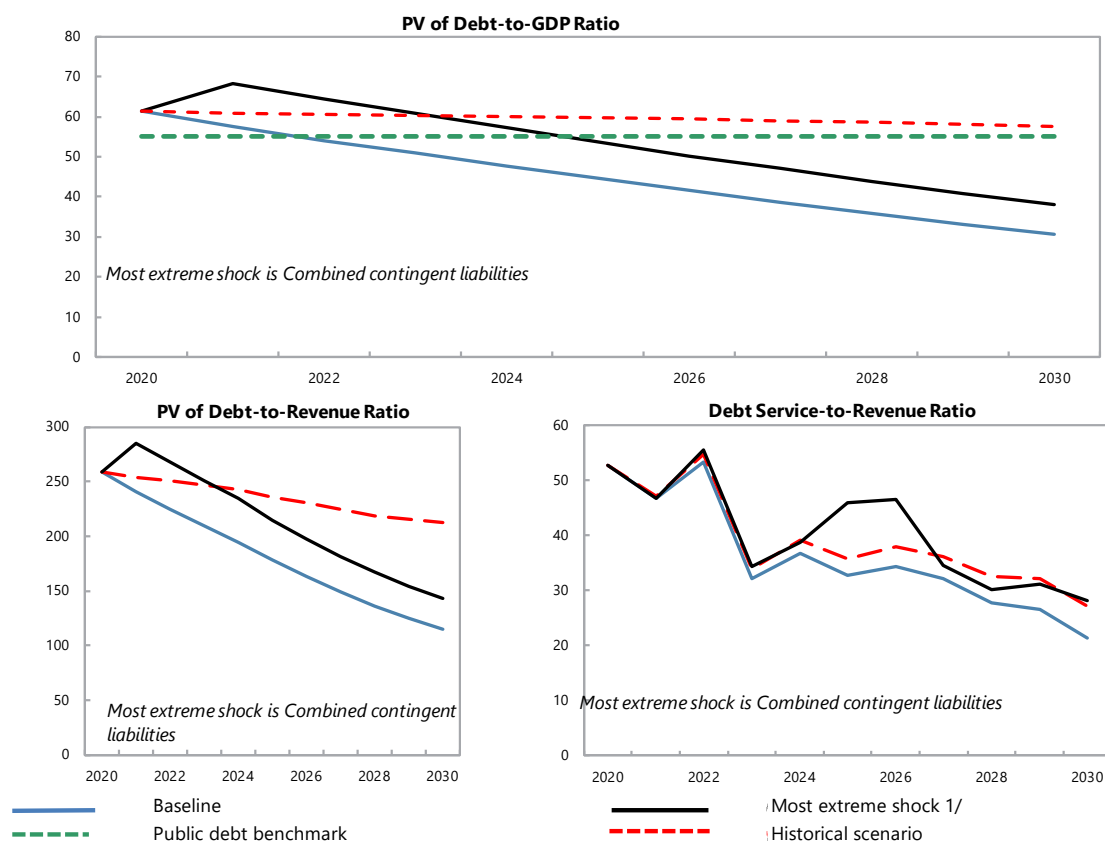 PV of Debt-to-GDP Ratio
80
70
60
50
40
30
20
10
0
Most extreme shock is Combined contingent liabilities
2020 2022 2024 2026 2028 2030
PV of Debt-to-Revenue Ratio
300
250
200
150
100
50
0
Most extreme shock is Combined contingent
liabilities
2020 2022 2024 2026 2028 2030
Debt Service-to-Revenue Ratio
60
50
40
30
20
10
0
Most extreme shock is Combined contingent liabilities
2020 2022 2024 2026 2028 2030
Baseline
Public debt benchmark
Most extreme shock 1/
Historical scenario